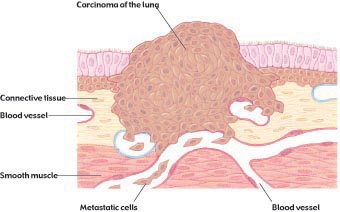 Carcinoma of the lung
Connective tissue
Blood vessel
Smooth muscle
Metastatic cells
Blood vessel